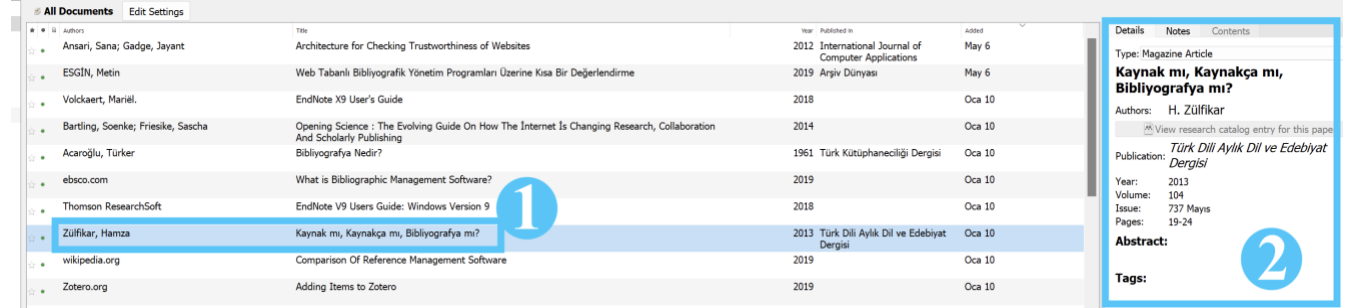 All Documents Edit Settings
Authors Title Year Published In Added
Ansari, Sana; Gadge, Jayant Architecture for Checking Trustworthiness of Websites 2012 International Journal of May 6
Computer Applications
ESGİN, Metin Web Tabanlı Bibliyografik Yönetim Programları Üzerine Kısa Bir Değerlendirme 2019 Arşiv Dünyası May 6
Volckaert, Mariël. EndNote X9 User's Guide 2018 Oca 10
Bartling, Soenke; Friesike, Sascha Opening Science : The Evolving Guide On How The İnternet İs Changing Research, Collaboration 2014 Oca 10
And Scholarly Publishing
Acaroğlu, Türker Bibliyografya Nedir? 1961 Türk Kütüphaneciliği Dergisi Oca 10
ebsco.com What is Bibliographic Management Software? 2019 Oca 10
Thomson ResearchSoft EndNote V9 Users Guide: Windows Version 9 2018 Oca 10
Zülfikar, Hamza Kaynak mı, Kaynakça mı, Bibliyografya mı? 2013 Türk Dili Aylık Dil ve Edebiyat Oca 10
Dergisi
wikipedia.org Comparison Of Reference Management Software 2019 Oca 10
Zotero.org Adding Items to Zotero 2019 Oca 10
1
Details Notes Contents
Type: Magazine Article
Kaynak mı, Kaynakça mı,
Bibliyografya mı?
Authors: H. Zülfikar
View research catalog entry for this pape
Publication: Türk Dili Aylık Dil ve Edebiyat
Dergisi
Year: 2013
Volume: 104
Issue: 737 Mayıs
Pages: 19-24
Abstract:
Tags:
2